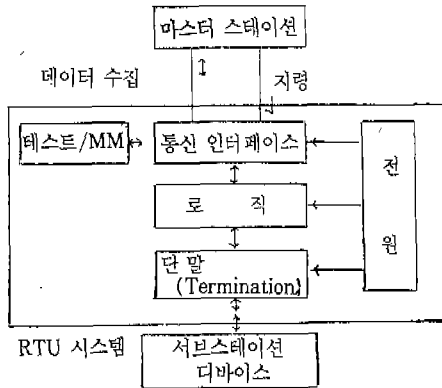 마스터 스테이션
데이터 수집
지령
테스트/MM
통신 인터페이스
전
원
로 직
단 말
(Termination)
RTU 시스템
서브스테이션
디바이스